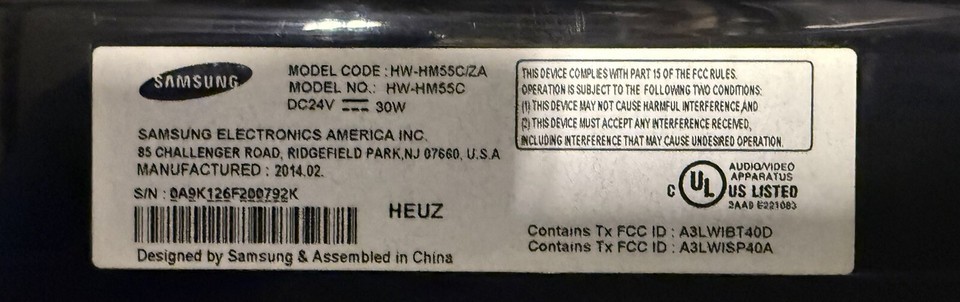 SAMSUNG
MODEL CODE : HW-HM55C/ZA
MODEL NO.: HW-HM55C
DC24V ⎓ 30W
SAMSUNG ELECTRONICS AMERICA INC.
85 CHALLENGER ROAD, RIDGEFIELD PARK,NJ 07660, U.S.A
MANUFACTURED : 2014.02.
S/N : 0A9K126F200792K
HEUZ
Designed by Samsung & Assembled in China
THIS DEVICE COMPLIES WITH PART 15 OF THE FCC RULES.
OPERATION IS SUBJECT TO THE FOLLOWING TWO CONDITIONS:
(1) THIS DEVICE MAY NOT CAUSE HARMFUL INTERFERENCE,AND
(2) THIS DEVICE MUST ACCEPT ANY INTERFERENCE RECEIVED,
INCLUDING INTERFERENCE THAT MAY CAUSE UNDESIRED OPERATION.
C UL US LISTED
AUDIO/VIDEO
APPARATUS
2AAD E221083
Contains Tx FCC ID : A3LWIBT40D
Contains Tx FCC ID : A3LWISP40A